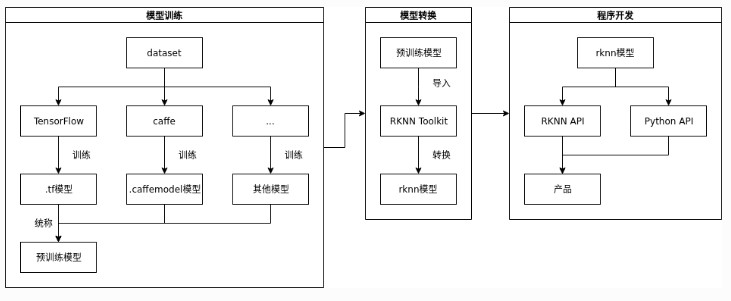 模型训练
dataset
TensorFlow
caffe
...
训练
训练
训练
.tf模型
.caffemodel模型
其他模型
统称
预训练模型
模型转换
预训练模型
导入
RKNN Toolkit
转换
rknn模型
程序开发
rknn模型
RKNN API
Python API
产品